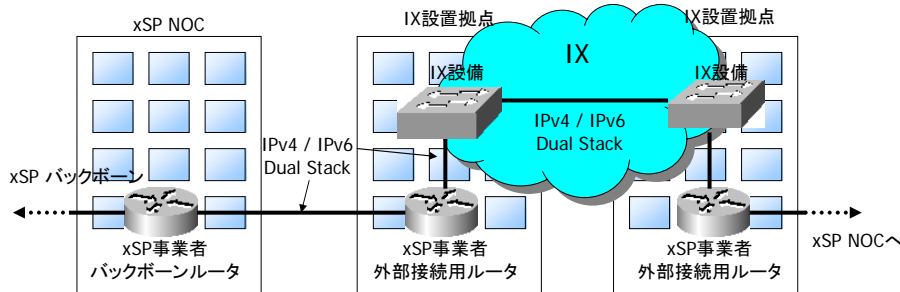 xSP NOC
IX設置拠点
IX設置拠点
IX
IX設備
IX設備
IPv4 / IPv6
Dual Stack
IPv4 / IPv6
Dual Stack
xSP バックボーン
xSP事業者
バックボーンルータ
xSP事業者
外部接続用ルータ
xSP事業者
外部接続用ルータ
xSP NOCへ